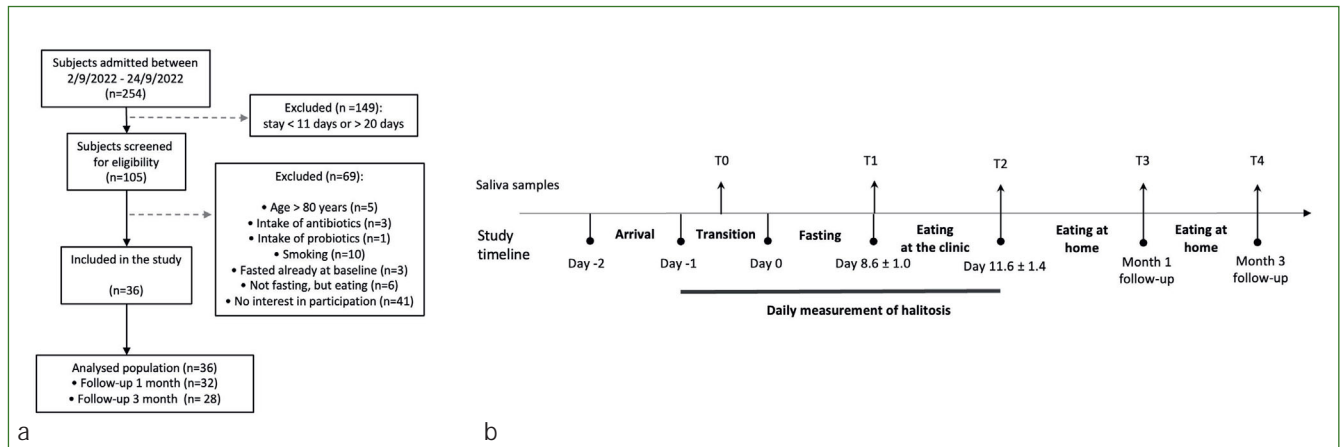 Subjects admitted between
2/9/2022 - 24/9/2022
(n=254)
Excluded (n =149):
stay < 11 days or > 20 days
Subjects screened
for eligibility
(n=105)
Excluded (n=69):
• Age > 80 years (n=5)
• Intake of antibiotics (n=3)
• Intake of probiotics (n=1)
• Smoking (n=10)
• Fasted already at baseline (n=3)
• Not fasting, but eating (n=6)
• No interest in participation (n=41)
Included in the study
(n=36)
Analysed population (n=36)
• Follow-up 1 month (n=32)
• Follow-up 3 month (n= 28)
a
T0
T1
T2
T3
T4
Saliva samples
Study
timeline
Arrival
Transition
Fasting
Eating
at the clinic
Eating at
home
Eating at
home
Day -2
Day -1
Day 0
Day 8.6 ± 1.0
Day 11.6 ± 1.4
Month 1
follow-up
Month 3
follow-up
Daily measurement of halitosis
b